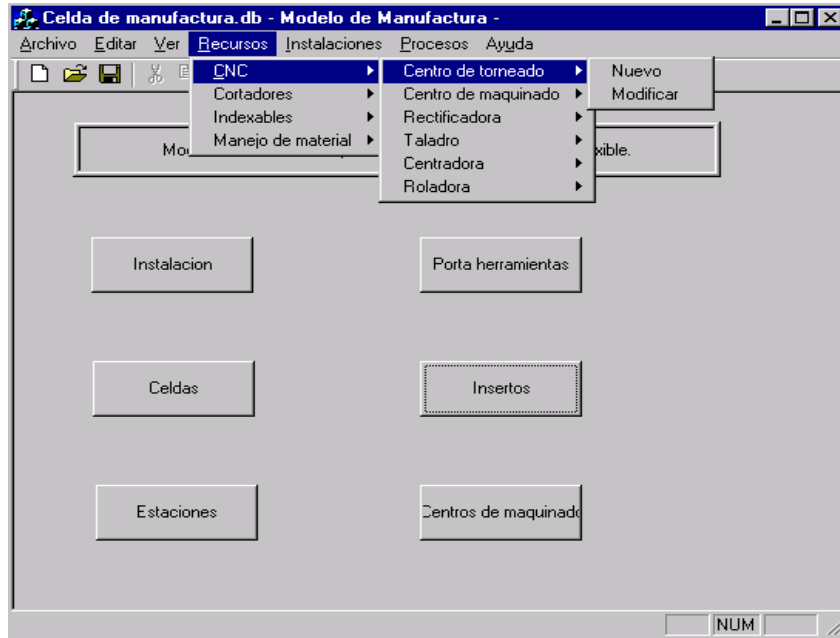 Celda de manufactura.db - Modelo de Manufactura -
Archivo Editar Ver Recursos Instalaciones Procesos Ayuda
CNC
Cortadores
Indexables
Manejo de material
Centro de torneado
Centro de maquinado
Rectificadora
Taladro
Centradora
Roladora
Nuevo
Modificar
Instalacion
Porta herramientas
Celdas
Insertos
Estaciones
Centros de maquinado
NUM